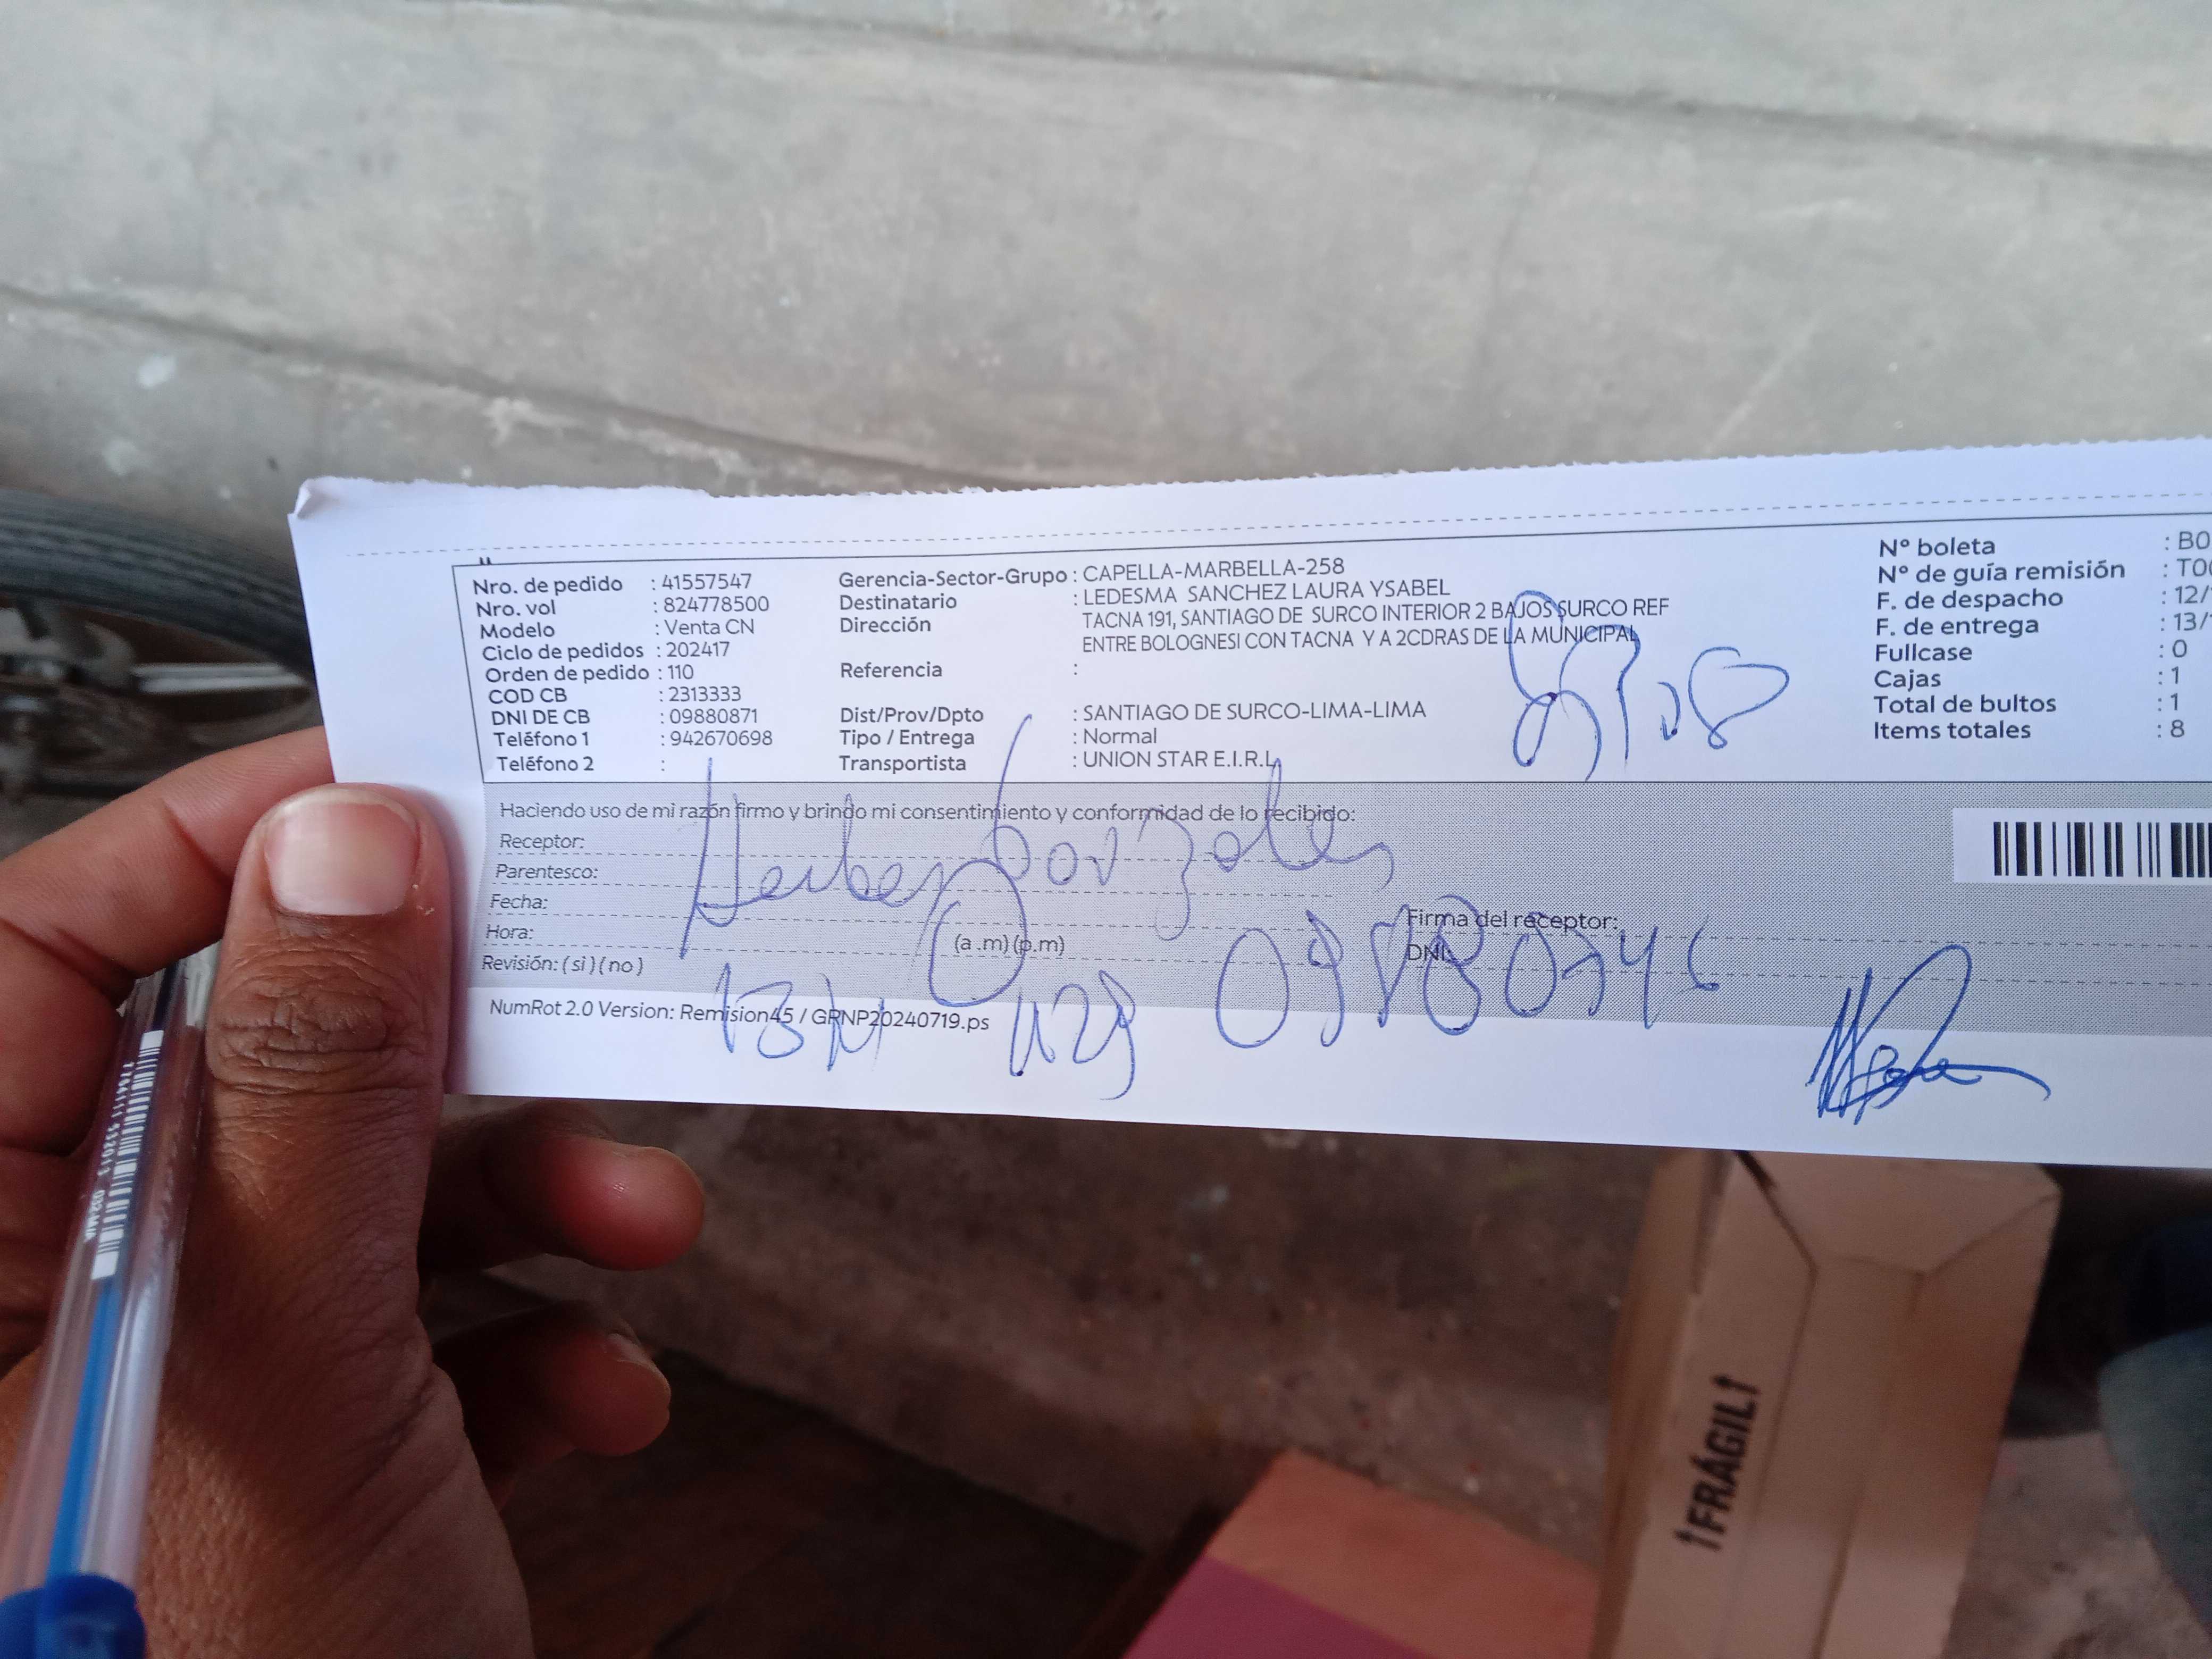 Nro. de pedido : 41557547
Nro. vol : 824778500
Modelo : Venta CN
Ciclo de pedidos : 202417
Orden de pedido : 110
COD CB : 2313333
DNI DE CB : 09880871
Teléfono 1 : 942670698
Teléfono 2 :
Gerencia-Sector-Grupo : CAPELLA-MARBELLA-258
Destinatario : LEDESMA SANCHEZ LAURA YSABEL
Dirección : TACNA 191, SANTIAGO DE SURCO INTERIOR 2 BAJOS SURCO REF
ENTRE BOLOGNESI CON TACNA Y A 2CDRAS DE LA MUNICIPAL
Referencia :
Dist/Prov/Dpto : SANTIAGO DE SURCO-LIMA-LIMA
Tipo / Entrega : Normal
Transportista : UNION STAR E.I.R.L
Nº boleta : B0
Nº de guía remisión : T00
F. de despacho : 12/
F. de entrega : 13/
Fullcase : 0
Cajas : 1
Total de bultos : 1
Items totales : 8
Haciendo uso de mi razón firmo y brindo mi consentimiento y conformidad de lo recibido:
Receptor:
Parentesco:
Fecha:
Hora: (a .m) (p.m)
Revisión: ( si ) ( no )
Gonzales
Firma del receptor:
DNI:
NumRot 2.0 Version: Remision45 / GRNP20240719.ps
↑FRÁGIL↑